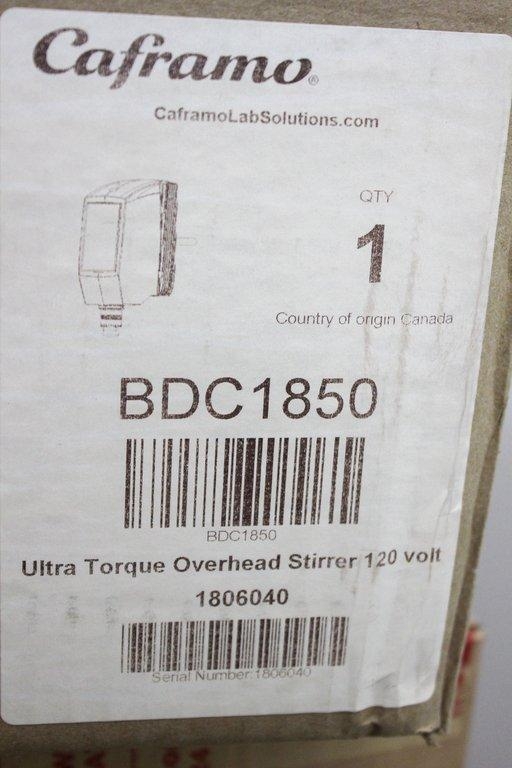 Caframo®
CaframoLabSolutions.com
QTY
1
Country of origin Canada
BDC1850
BDC1850
Ultra Torque Overhead Stirrer 120 volt
1806040
Serial Number:1806040